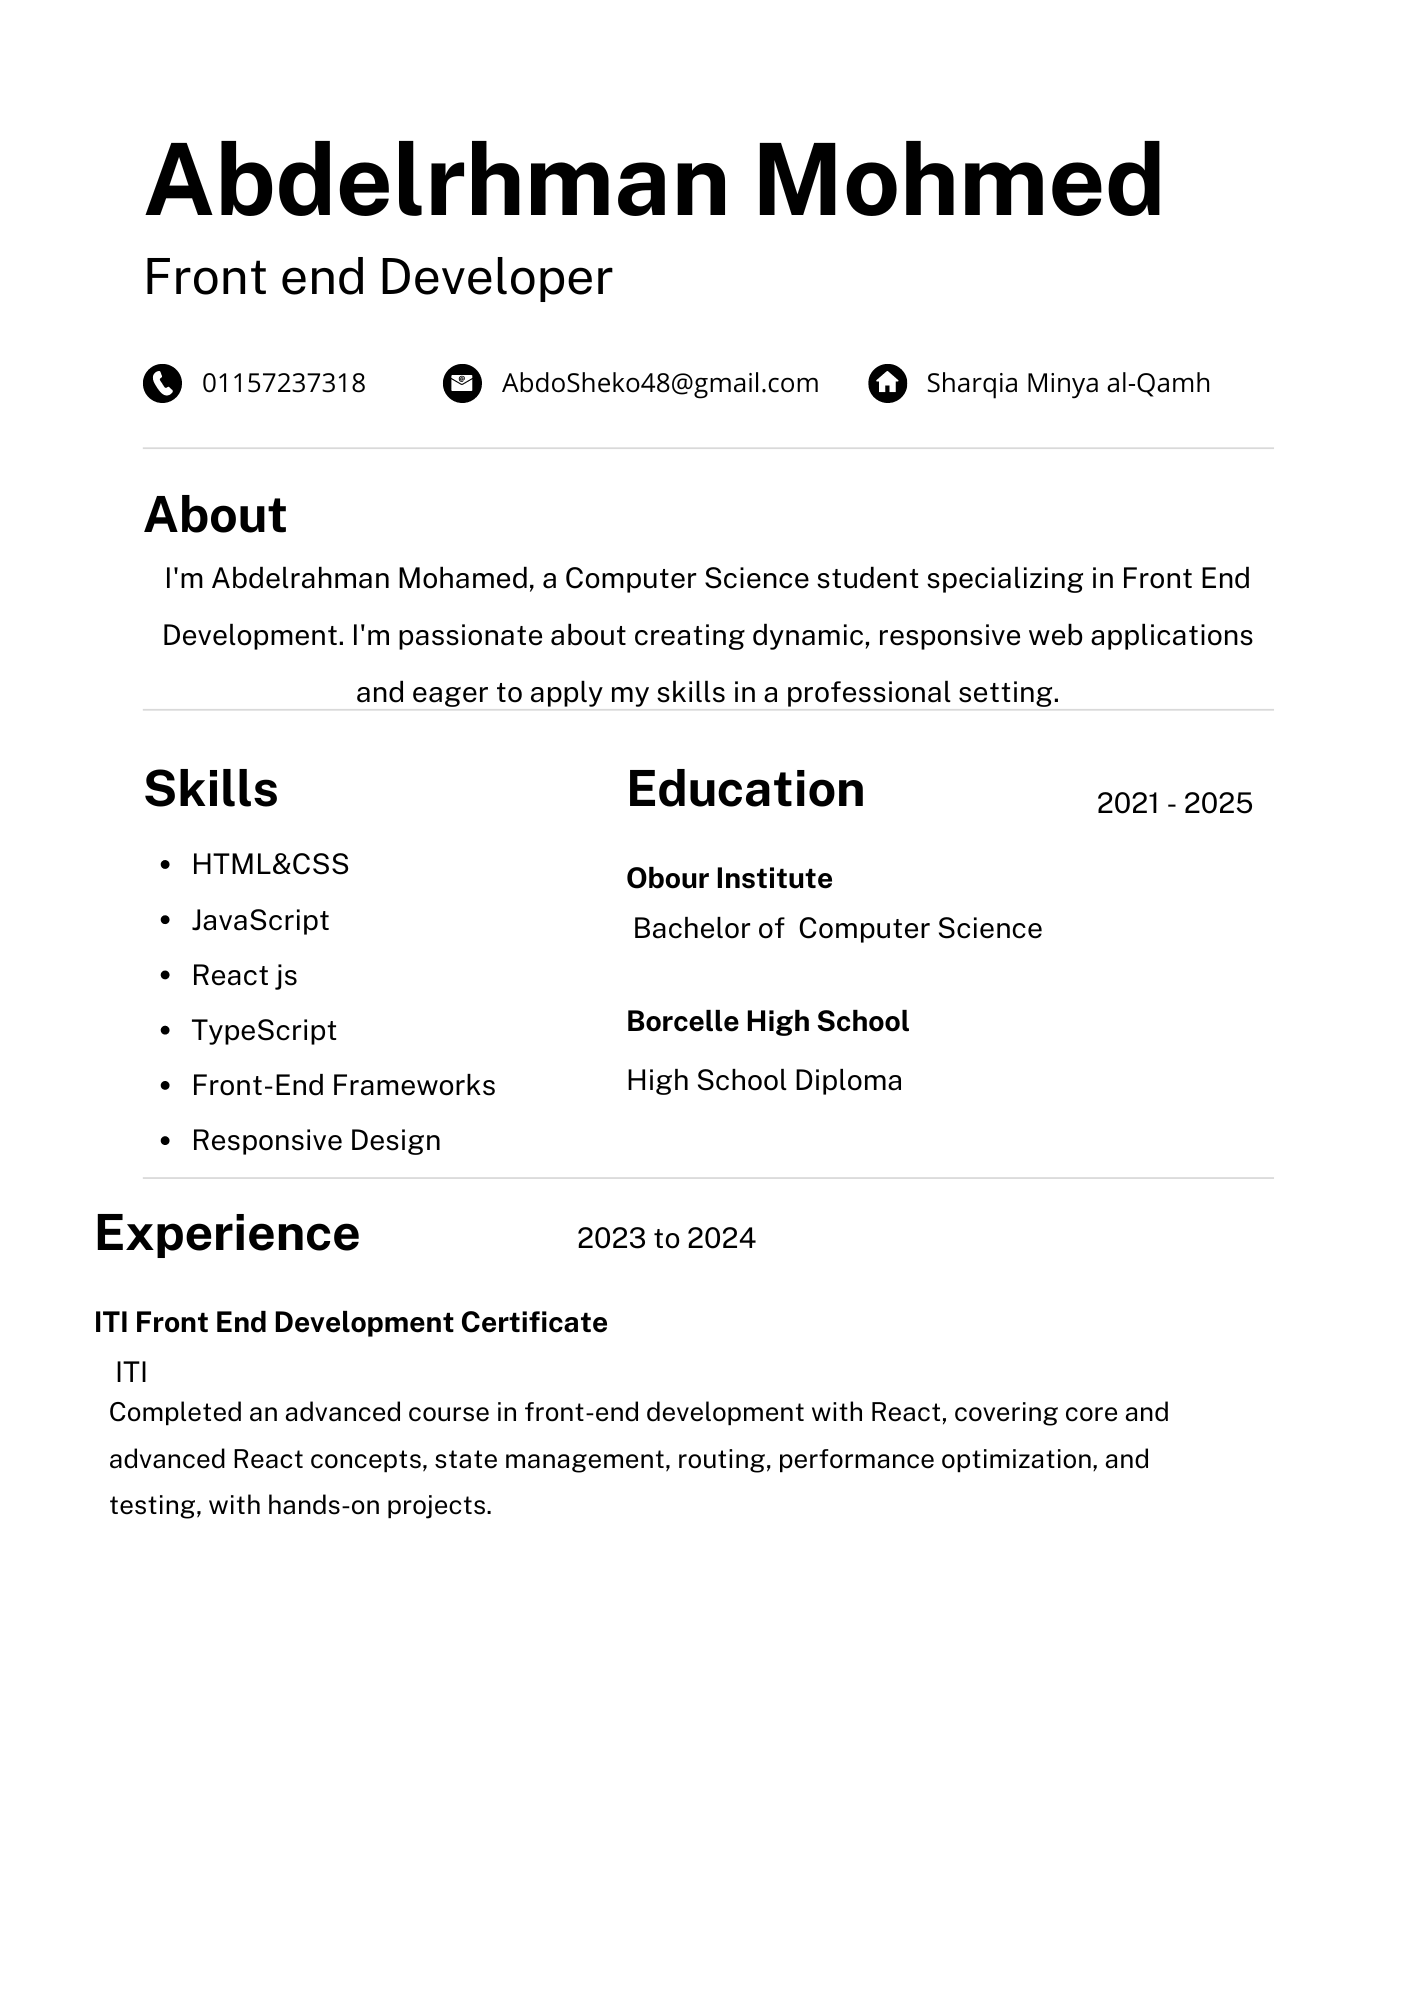 Abdelrhman Mohmed
Front end Developer
01157237318
AbdoSheko48@gmail.com
Sharqia Minya al-Qamh
About
I'm Abdelrahman Mohamed, a Computer Science student specializing in Front End
Development. I'm passionate about creating dynamic, responsive web applications
and eager to apply my skills in a professional setting.
Skills
• HTML&CSS
• JavaScript
• React js
• TypeScript
• Front-End Frameworks
• Responsive Design
Education
2021 - 2025
Obour Institute
Bachelor of  Computer Science
Borcelle High School
High School Diploma
Experience
2023 to 2024
ITI Front End Development Certificate
ITI
Completed an advanced course in front-end development with React, covering core and
advanced React concepts, state management, routing, performance optimization, and
testing, with hands-on projects.